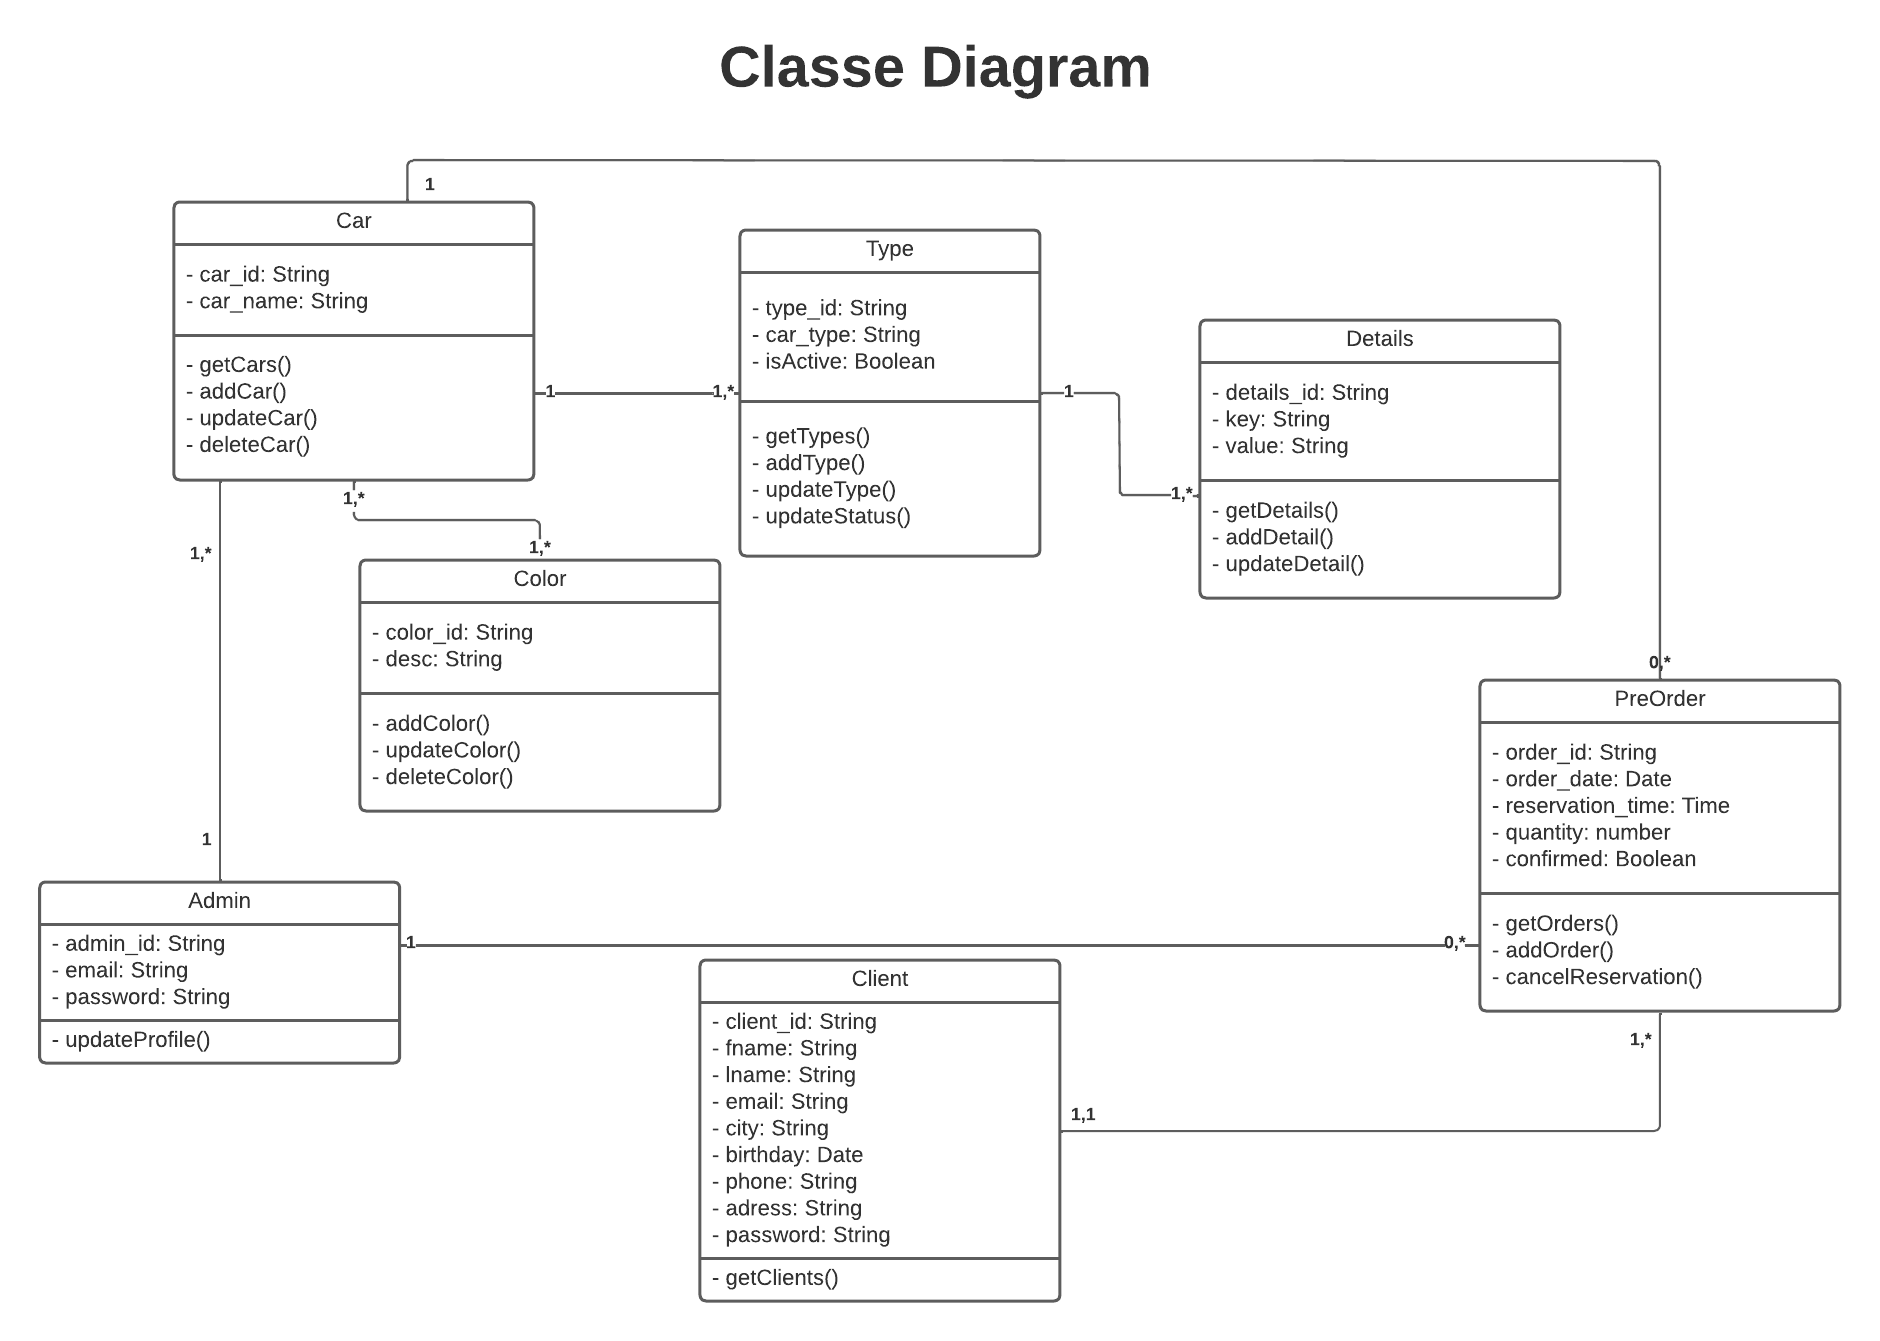 Classe Diagram
1
Car
- car_id: String
- car_name: String
- getCars()
- addCar()
- updateCar()
- deleteCar()
1
1,*
Type
- type_id: String
- car_type: String
- isActive: Boolean
- getTypes()
- addType()
- updateType()
- updateStatus()
1
1,*
Details
- details_id: String
- key: String
- value: String
- getDetails()
- addDetail()
- updateDetail()
1,*
1,*
1,*
Color
- color_id: String
- desc: String
- addColor()
- updateColor()
- deleteColor()
0,*
PreOrder
- order_id: String
- order_date: Date
- reservation_time: Time
- quantity: number
- confirmed: Boolean
- getOrders()
- addOrder()
- cancelReservation()
1
Admin
- admin_id: String
- email: String
- password: String
- updateProfile()
1
0,*
Client
- client_id: String
- fname: String
- lname: String
- email: String
- city: String
- birthday: Date
- phone: String
- adress: String
- password: String
- getClients()
1,1
1,*